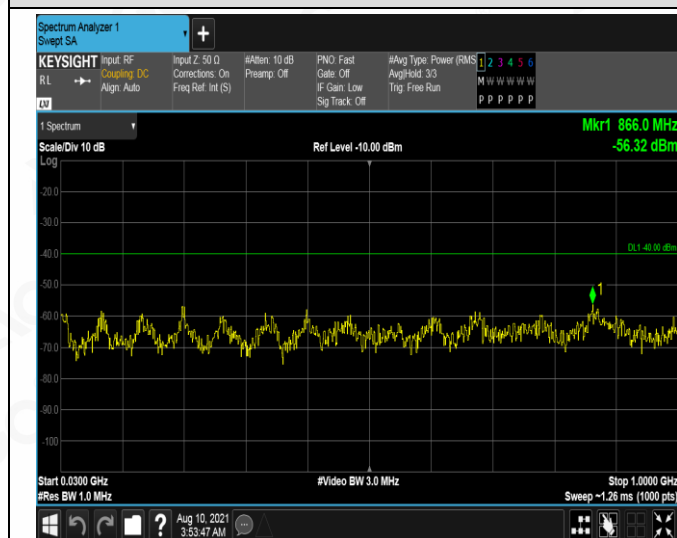 Spectrum Analyzer 1
Swept SA
+
KEYSIGHT Input: RF Input Z: 50 Ω #Atten: 10 dB PNO: Fast #Avg Type: Power (RMS 1 2 3 4 5 6
RL Coupling: DC Corrections: On Preamp: Off Gate: Off Avg|Hold: 3/3 M W W W W W
Align: Auto Freq Ref: Int (S) IF Gain: Low Trig: Free Run
Sig Track: Off P P P P P P
LXI
1 Spectrum Mkr1 866.0 MHz
Scale/Div 10 dB Ref Level -10.00 dBm -56.32 dBm
Log
-20.0
-30.0
DL1 -40.00 dBm
-40.0
-50.0
1
-60.0
-70.0
-80.0
-90.0
-100
Start 0.0300 GHz #Video BW 3.0 MHz Stop 1.0000 GHz
#Res BW 1.0 MHz Sweep ~1.26 ms (1000 pts)
? Aug 10, 2021
3:53:47 AM